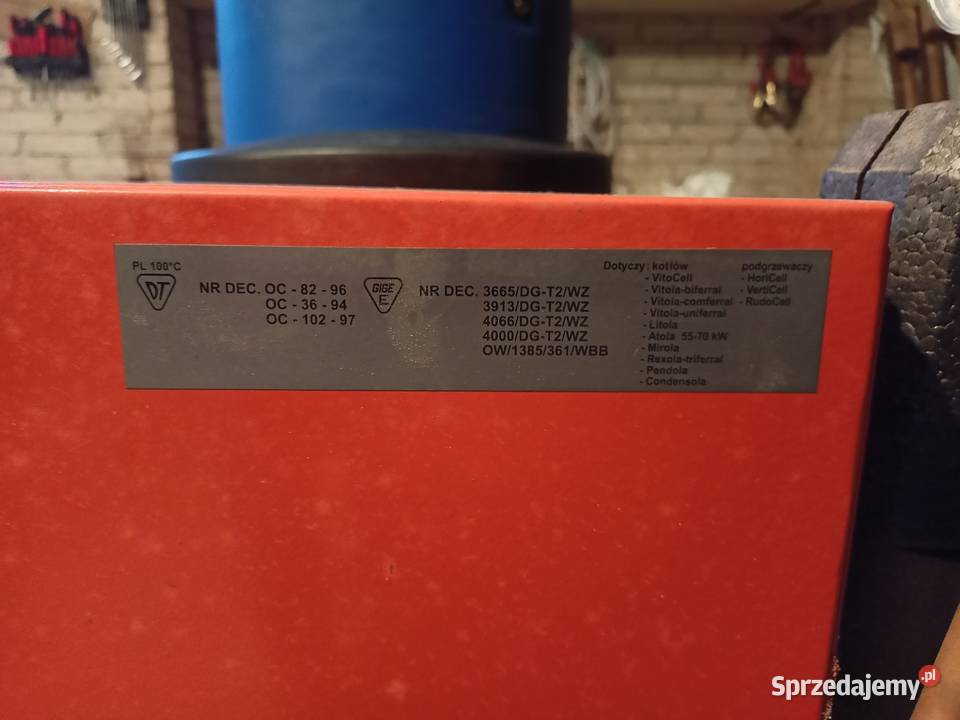 PL 100°C
DT
NR DEC. OC - 82 - 96
OC - 36 - 94
OC - 102 - 97
GIGE
E
NR DEC. 3665/DG-T2/WZ
3913/DG-T2/WZ
4066/DG-T2/WZ
4000/DG-T2/WZ
OW/1385/361/WBB
Dotyczy: kotłów
- VitoCell
- Vitola-biferral
- Vitola-comferral
- Vitola-uniferral
- Litola
- Atola 55-70 kW
- Mirola
- Rexola-triferral
- Pendola
- Condensola
podgrzewaczy
- HoriCell
- VertiCell
- RudoCell
Sprzedajemy.pl